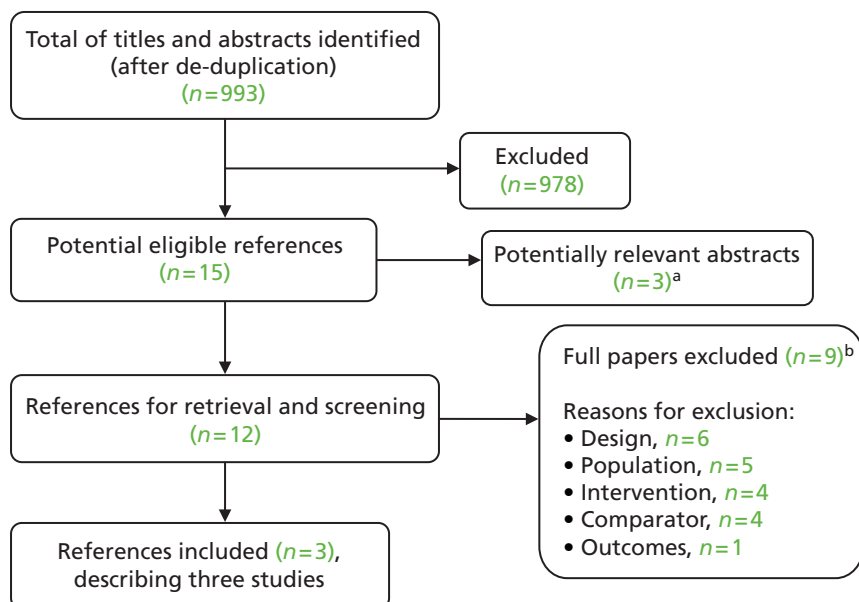 Total of titles and abstracts identified
(after de-duplication)
(n=993)
Excluded
(n=978)
Potential eligible references
(n=15)
Potentially relevant abstracts
(n=3)a
References for retrieval and screening
(n=12)
Full papers excluded (n=9)b
Reasons for exclusion:
• Design, n=6
• Population, n=5
• Intervention, n=4
• Comparator, n=4
• Outcomes, n=1
References included (n=3),
describing three studies